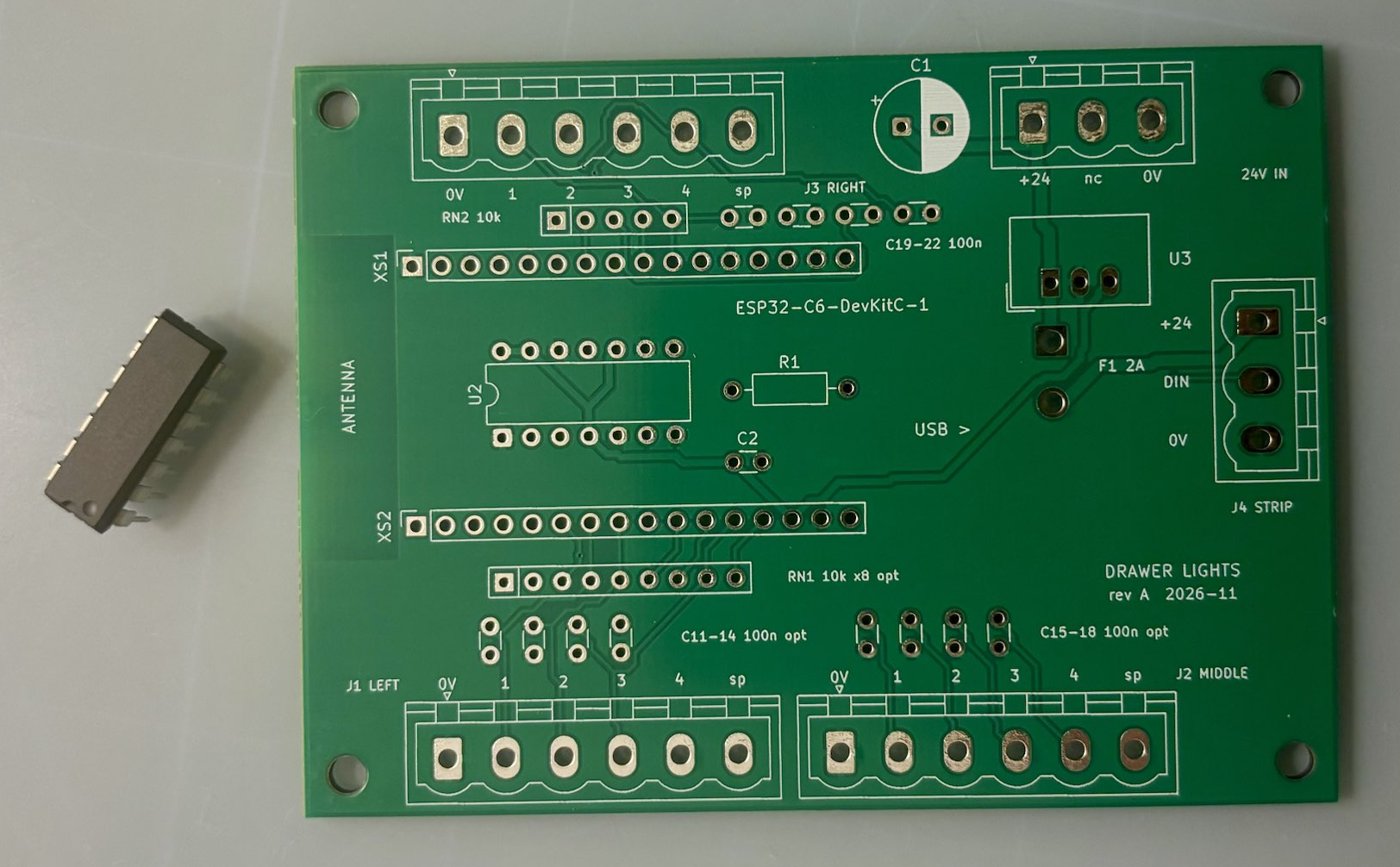 C1
+
0V 1 2 3 4 sp
J3 RIGHT
+24 nc 0V
24V IN
RN2 10k
C19-22 100n
XS1
U3
ESP32-C6-DevKitC-1
+24
ANTENNA
U2
R1
F1 2A
DIN
USB >
C2
0V
XS2
J4 STRIP
RN1 10k x8 opt
DRAWER LIGHTS
rev A 2026-11
C11-14 100n opt
C15-18 100n opt
J1 LEFT
0V 1 2 3 4 sp
0V 1 2 3 4 sp
J2 MIDDLE